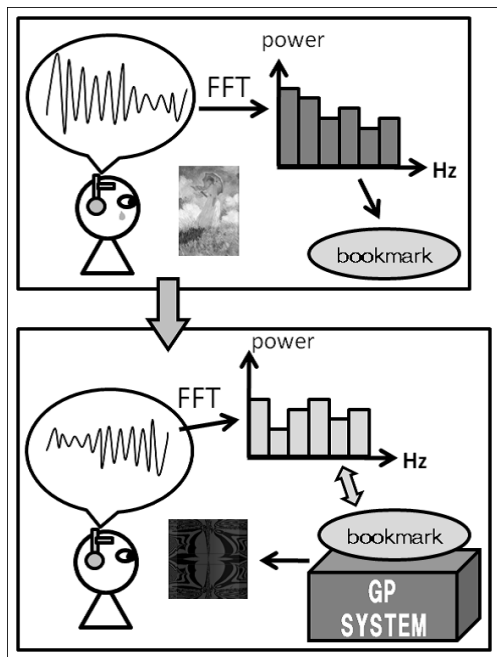 power
FFT
Hz
bookmark
power
FFT
Hz
bookmark
GP
SYSTEM